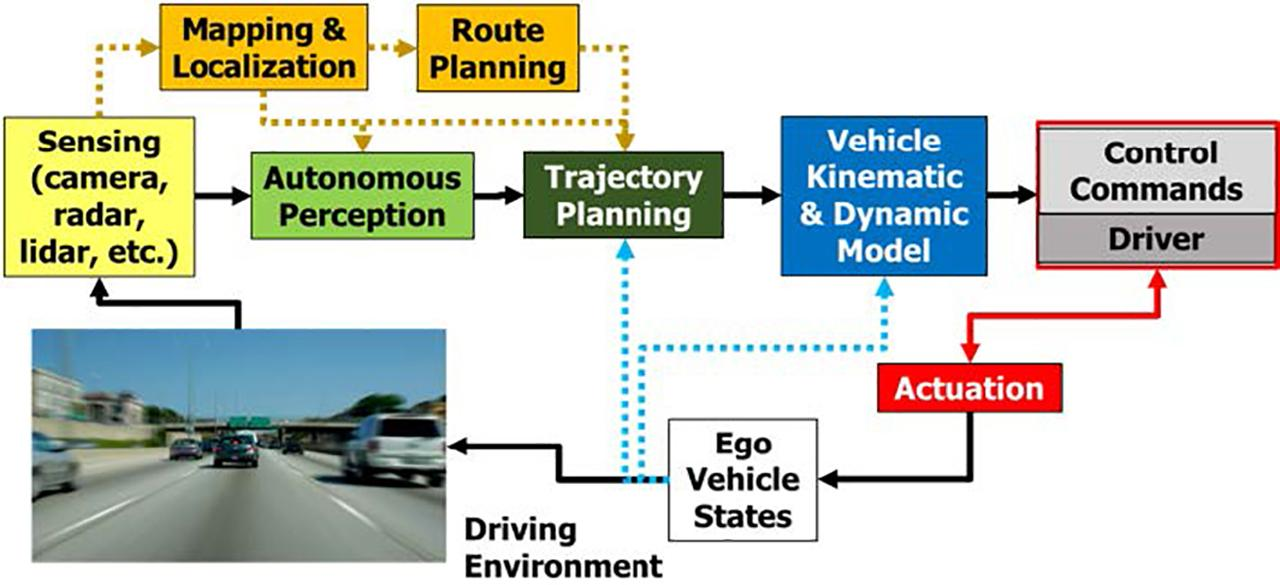 Mapping &
Localization
Route
Planning
Sensing
(camera,
radar,
lidar, etc.)
Autonomous
Perception
Trajectory
Planning
Vehicle
Kinematic
& Dynamic
Model
Control
Commands
Driver
Actuation
Ego
Vehicle
States
Driving
Environment